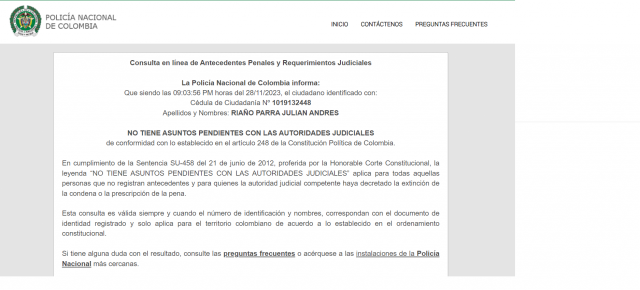 POLICÍA NACIONAL
DE COLOMBIA
INICIO CONTÁCTENOS PREGUNTAS FRECUENTES
Consulta en línea de Antecedentes Penales y Requerimientos Judiciales
La Policía Nacional de Colombia informa:
Que siendo las 09:03:56 PM horas del 28/11/2023, el ciudadano identificado con:
Cédula de Ciudadanía Nº 1019132448
Apellidos y Nombres: RIAÑO PARRA JULIAN ANDRES
NO TIENE ASUNTOS PENDIENTES CON LAS AUTORIDADES JUDICIALES
de conformidad con lo establecido en el artículo 248 de la Constitución Política de Colombia.
En cumplimiento de la Sentencia SU-458 del 21 de junio de 2012, proferida por la Honorable Corte Constitucional, la
leyenda "NO TIENE ASUNTOS PENDIENTES CON LAS AUTORIDADES JUDICIALES" aplica para todas aquellas
personas que no registran antecedentes y para quienes la autoridad judicial competente haya decretado la extinción de
la condena o la prescripción de la pena.
Esta consulta es válida siempre y cuando el número de identificación y nombres, correspondan con el documento de
identidad registrado y solo aplica para el territorio colombiano de acuerdo a lo establecido en el ordenamiento
constitucional.
Si tiene alguna duda con el resultado, consulte las preguntas frecuentes o acérquese a las instalaciones de la Policía
Nacional más cercanas.